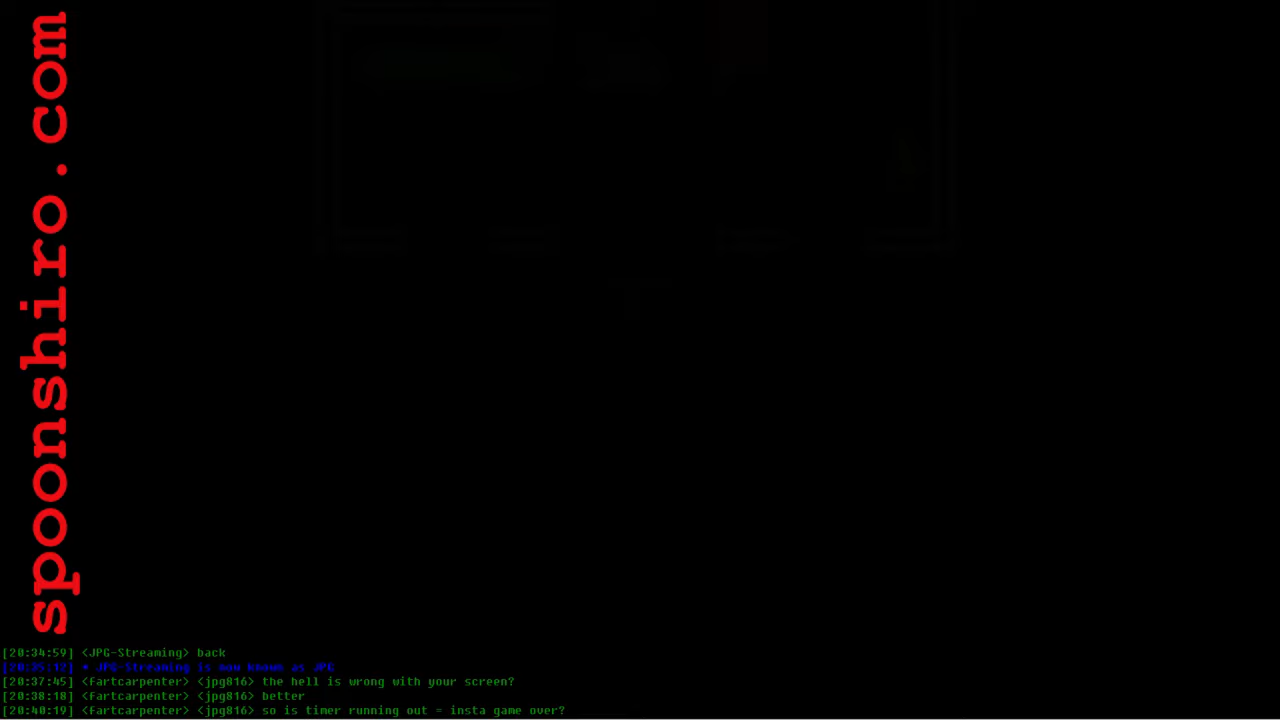 spoonshiro.com
[20:34:59] <JPG-Streaming> back
[20:35:12] * JPG-Streaming is now known as JPG
[20:37:45] <fartcarpenter> <jpg816> the hell is wrong with your screen?
[20:38:18] <fartcarpenter> <jpg816> better
[20:40:19] <fartcarpenter> <jpg816> so is timer running out = insta game over?